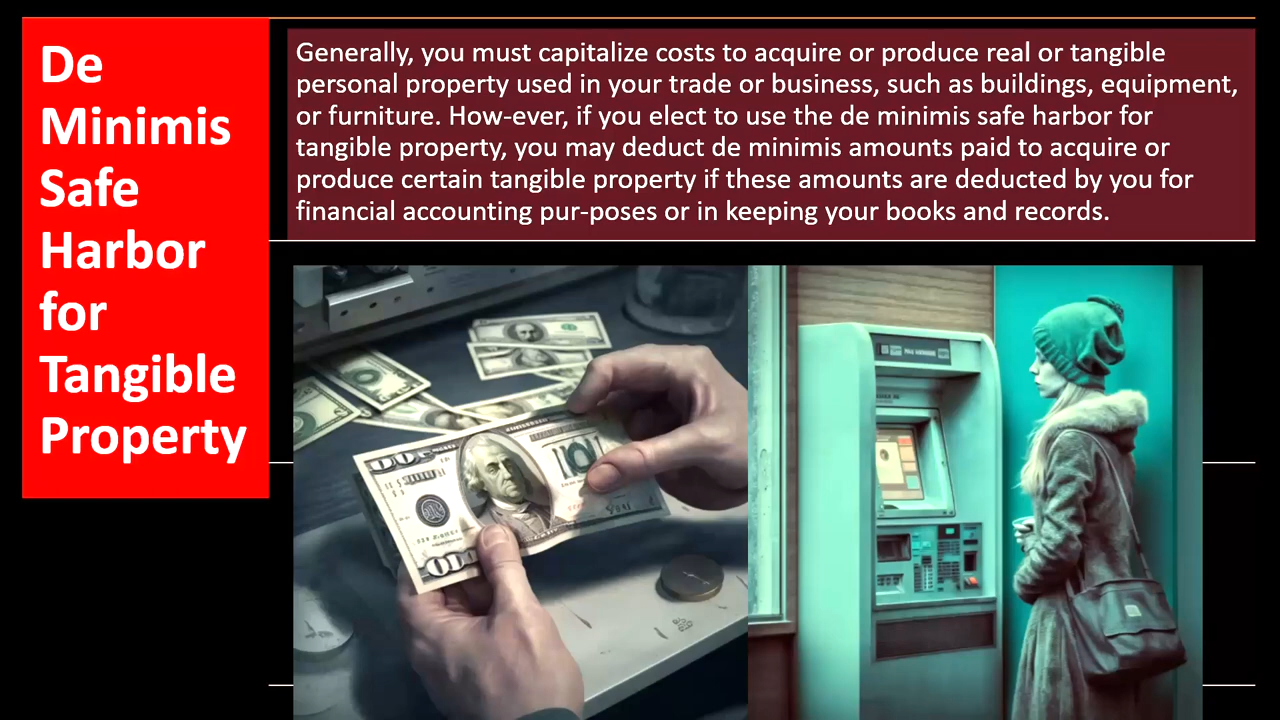 De
Minimis
Safe
Harbor
for
Tangible
Property
Generally, you must capitalize costs to acquire or produce real or tangible
personal property used in your trade or business, such as buildings, equipment,
or furniture. How-ever, if you elect to use the de minimis safe harbor for
tangible property, you may deduct de minimis amounts paid to acquire or
produce certain tangible property if these amounts are deducted by you for
financial accounting pur-poses or in keeping your books and records.